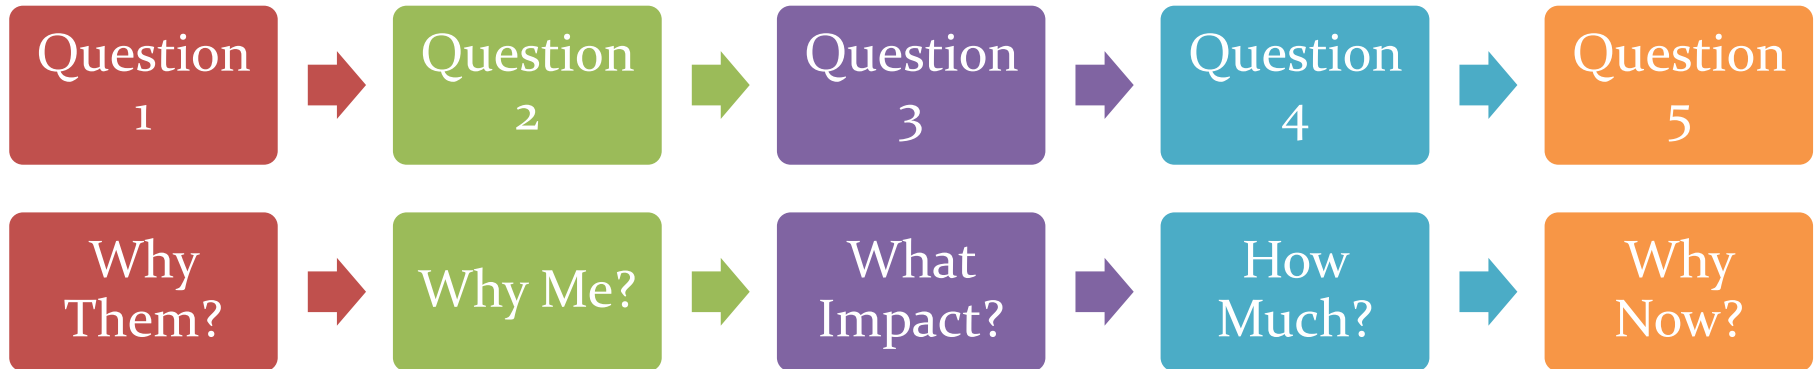 Question
1
Question
2
Question
3
Question
4
Question
5
Why
Them?
Why Me?
What
Impact?
How
Much?
Why
Now?